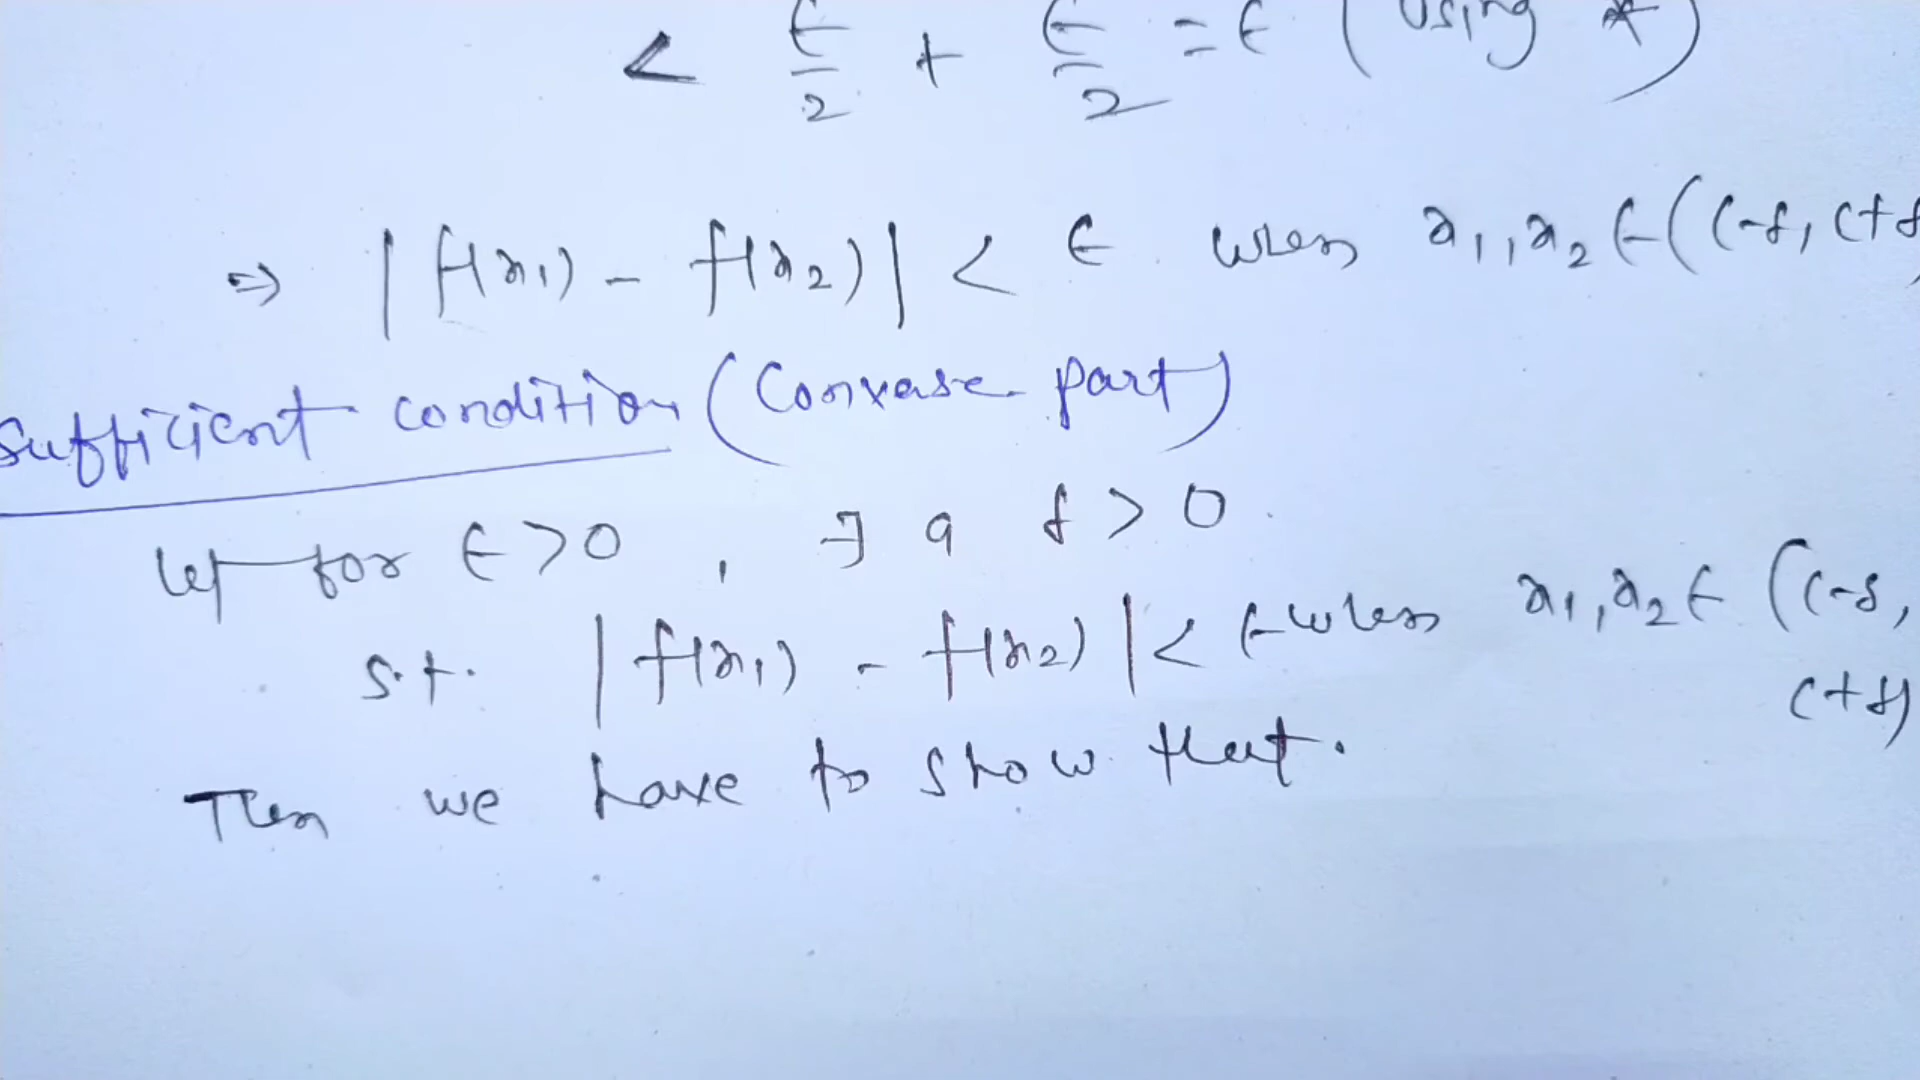 < ε/2 + ε/2 = ε (using *)
⇒ |f(x₁) - f(x₂)| < ε when x₁, x₂ ∈ (c-δ, c+δ
Sufficient condition (Converse part)
let for ε > 0, ∃ a δ > 0.
s.t. |f(x₁) - f(x₂)| < ε when x₁, x₂ ∈ (c-δ,
c+δ)
Then we have to show that.